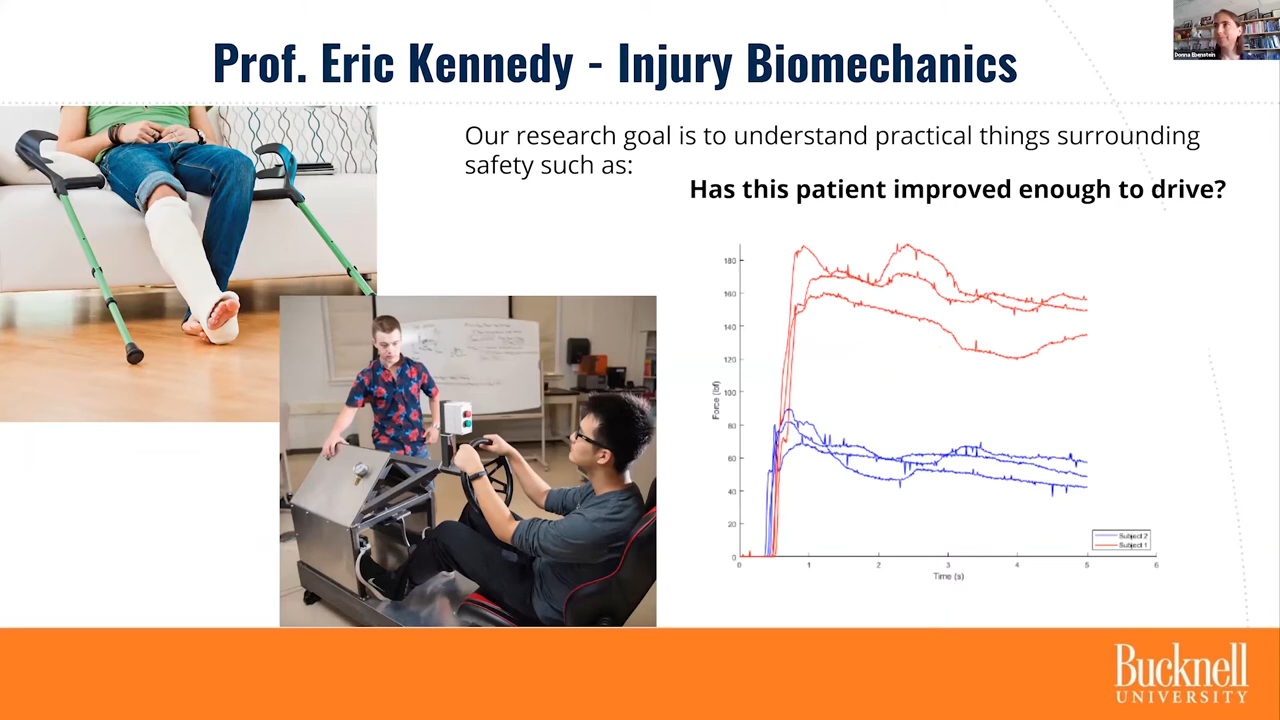 Prof. Eric Kennedy - Injury Biomechanics
Donna Ebenstein
Our research goal is to understand practical things surrounding
safety such as:
Has this patient improved enough to drive?
180
160
140
120
100
80
60
40
20
0
Force (lbf)
0 1 2 3 4 5 6
Time (s)
Subject 2
Subject 1
Bucknell
UNIVERSITY